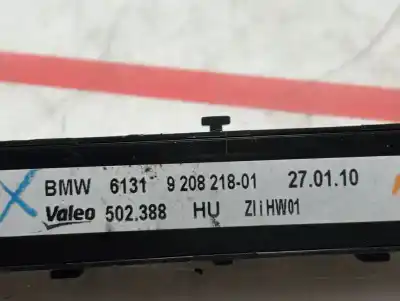 BMW 6131 9 208 218-01 27.01.10
Valeo 502.388 HU ZIiHW01